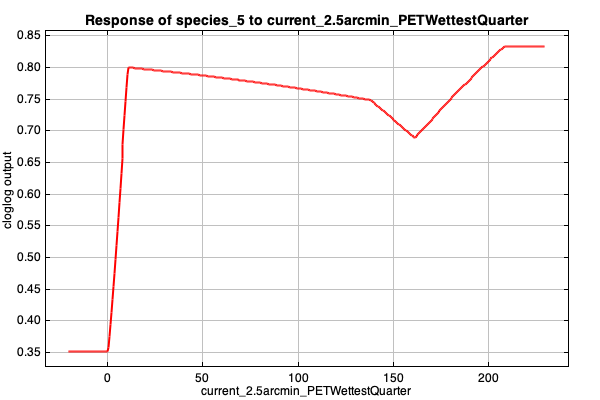 Response of species_5 to current_2.5arcmin_PETWettestQuarter
0.85
0.80
0.75
0.70
0.65
0.60
0.55
0.50
0.45
0.40
0.35
cloglog output
0 50 100 150 200
current_2.5arcmin_PETWettestQuarter